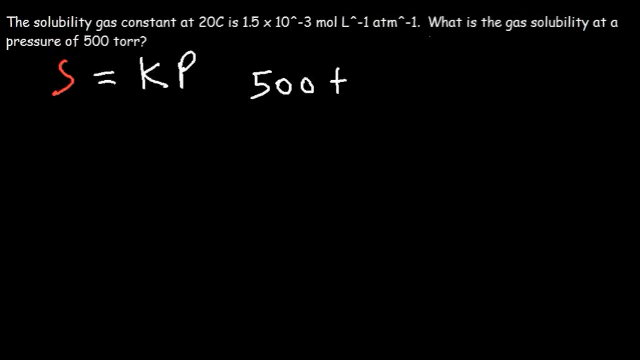 The solubility gas constant at 20C is 1.5 x 10^-3 mol L^-1 atm^-1.  What is the gas solubility at a
pressure of 500 torr?
S = KP 500 t